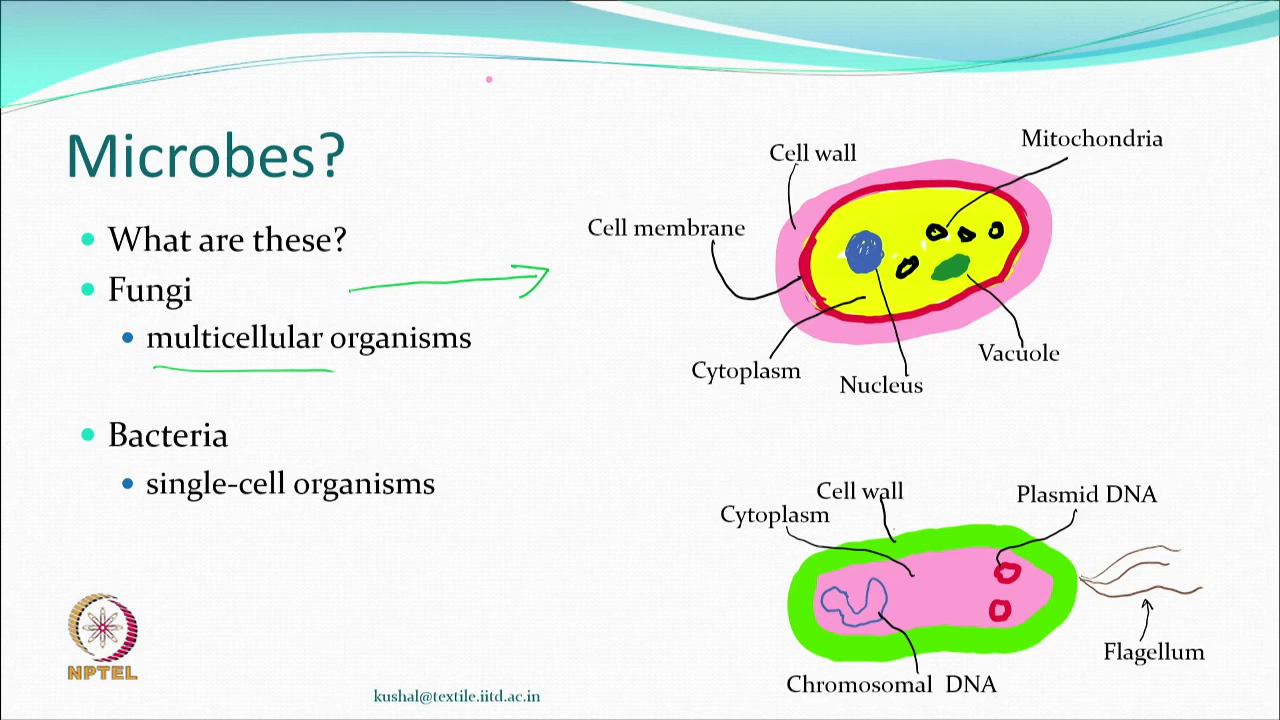 Microbes?
What are these?
Fungi
multicellular organisms
Bacteria
single-cell organisms
Cell wall
Mitochondria
Cell membrane
Cytoplasm
Nucleus
Vacuole
Cell wall
Plasmid DNA
Cytoplasm
Flagellum
Chromosomal DNA
NPTEL
kushal@textile.iitd.ac.in